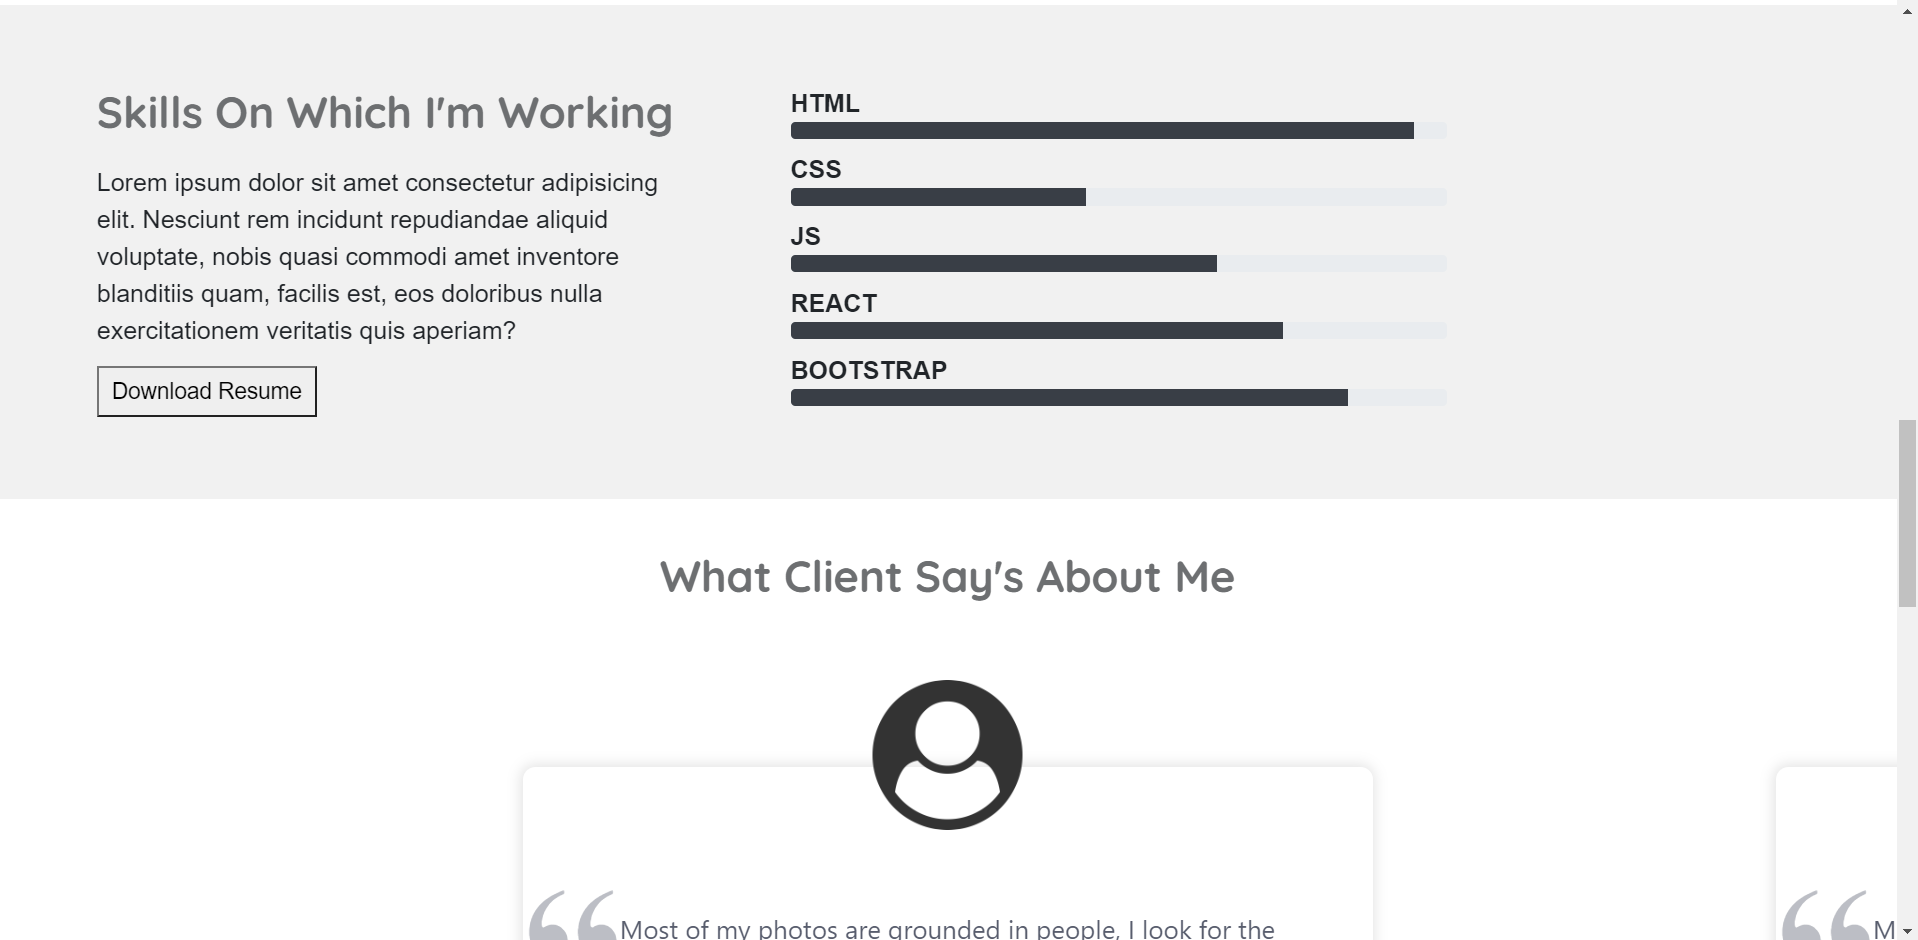 Skills On Which I'm Working
Lorem ipsum dolor sit amet consectetur adipisicing
elit. Nesciunt rem incidunt repudiandae aliquid
voluptate, nobis quasi commodi amet inventore
blanditiis quam, facilis est, eos doloribus nulla
exercitationem veritatis quis aperiam?
Download Resume
HTML
CSS
JS
REACT
BOOTSTRAP
What Client Say's About Me
“Most of my photos are grounded in people, I look for the
“M